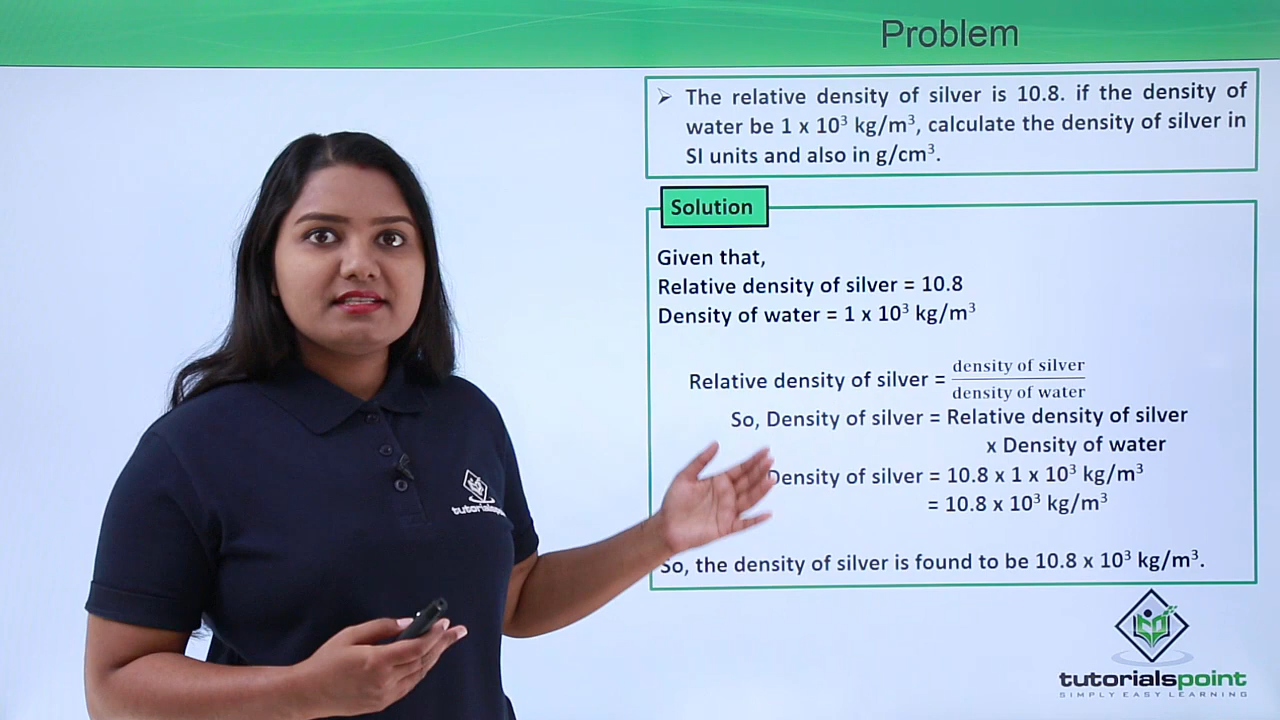 Problem
➢ The relative density of silver is 10.8. if the density of
water be 1 x 10³ kg/m³, calculate the density of silver in
SI units and also in g/cm³.
Solution
Given that,
Relative density of silver = 10.8
Density of water = 1 x 10³ kg/m³
Relative density of silver = density of silver
density of water
So, Density of silver = Relative density of silver
x Density of water
Density of silver = 10.8 x 1 x 10³ kg/m³
= 10.8 x 10³ kg/m³
So, the density of silver is found to be 10.8 x 10³ kg/m³.
tutorialspoint
SIMPLY EASY LEARNING
tutorialspoint